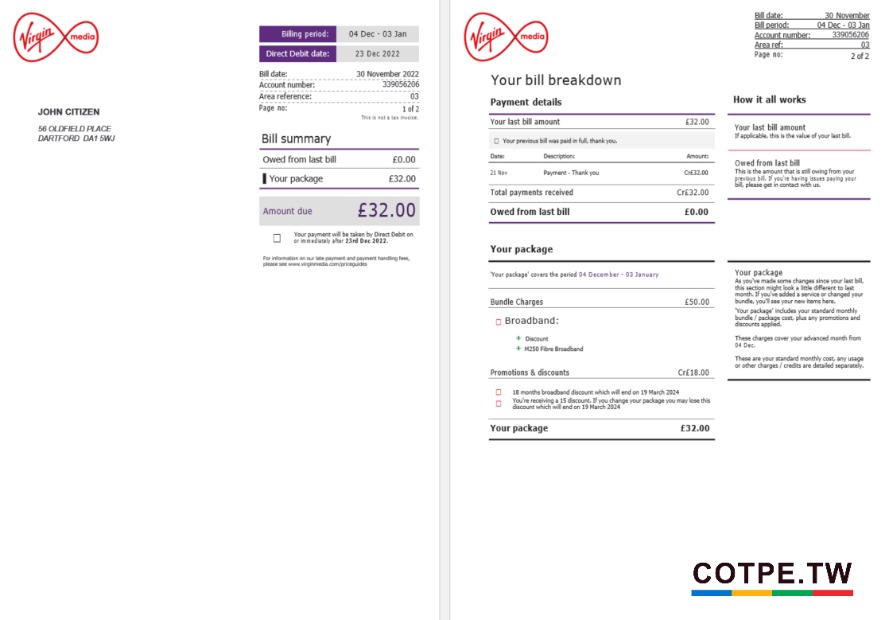 Virgin media
Billing period: 04 Dec - 03 Jan
Direct Debit date: 23 Dec 2022
Bill date: 30 November 2022
Account number: 339056206
Area reference: 03
Page no: 1 of 2
This is not a tax invoice.
JOHN CITIZEN
56 OLDFIELD PLACE
DARTFORD DA1 5WJ
Bill summary
Owed from last bill £0.00
Your package £32.00
Amount due £32.00
Your payment will be taken by Direct Debit on
or immediately after 23rd Dec 2022.
For information on our late payment and payment handling fees,
please see www.virginmedia.com/priceguides
Virgin media
Bill date: 30 November
Bill period: 04 Dec - 03 Jan
Account number: 339056206
Area ref: 03
Page no: 2 of 2
Your bill breakdown
Payment details
Your last bill amount £32.00
Your previous bill was paid in full, thank you.
Date: Description: Amount:
21 Nov Payment - Thank you Cr£32.00
Total payments received Cr£32.00
Owed from last bill £0.00
Your package
'Your package' covers the period 04 December - 03 January
Bundle Charges £50.00
Broadband:
+ Discount
+ M250 Fibre Broadband
Promotions & discounts Cr£18.00
18 months broadband discount which will end on 19 March 2024
You're receiving a 15 discount. If you change your package you may lose this
discount which will end on 19 March 2024
Your package £32.00
How it all works
Your last bill amount
If applicable, this is the value of your last bill.
Owed from last bill
This is the amount that is still owing from your
previous bill. If you're having issues paying your
bill, please get in contact with us.
Your package
As you've made some changes since your last bill,
this section might look a little different to last
month. If you've added a service or changed your
bundle, you'll see your new items here.
'Your package' includes your standard monthly
bundle / package cost, plus any promotions and
discounts applied.
These charges cover your advanced month from
04 Dec.
These are your standard monthly cost, any usage
or other charges / credits are detailed separately.
COTPE.TW